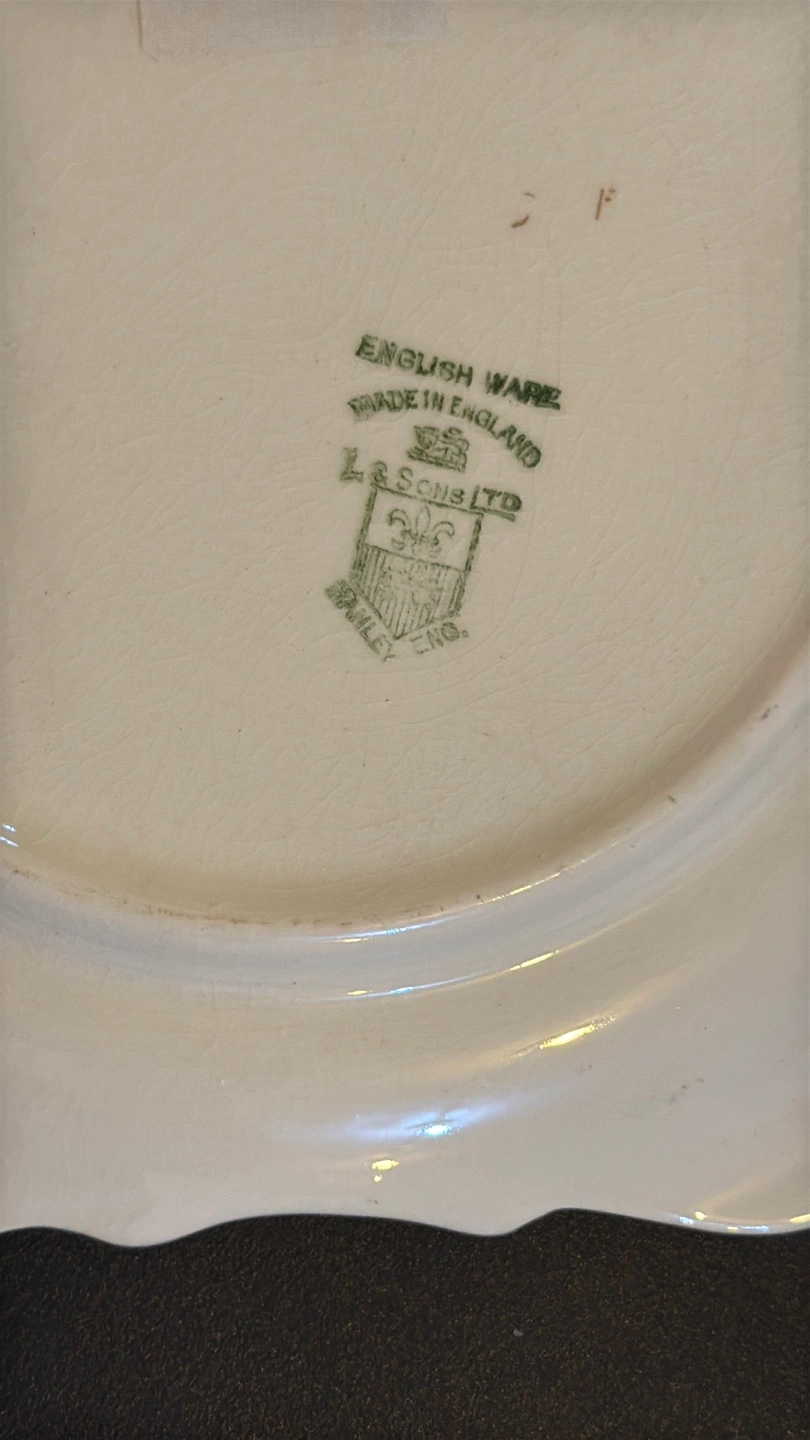 ENGLISH WARE
MADE IN ENGLAND
L & SONS LTD
HANLEY ENG.